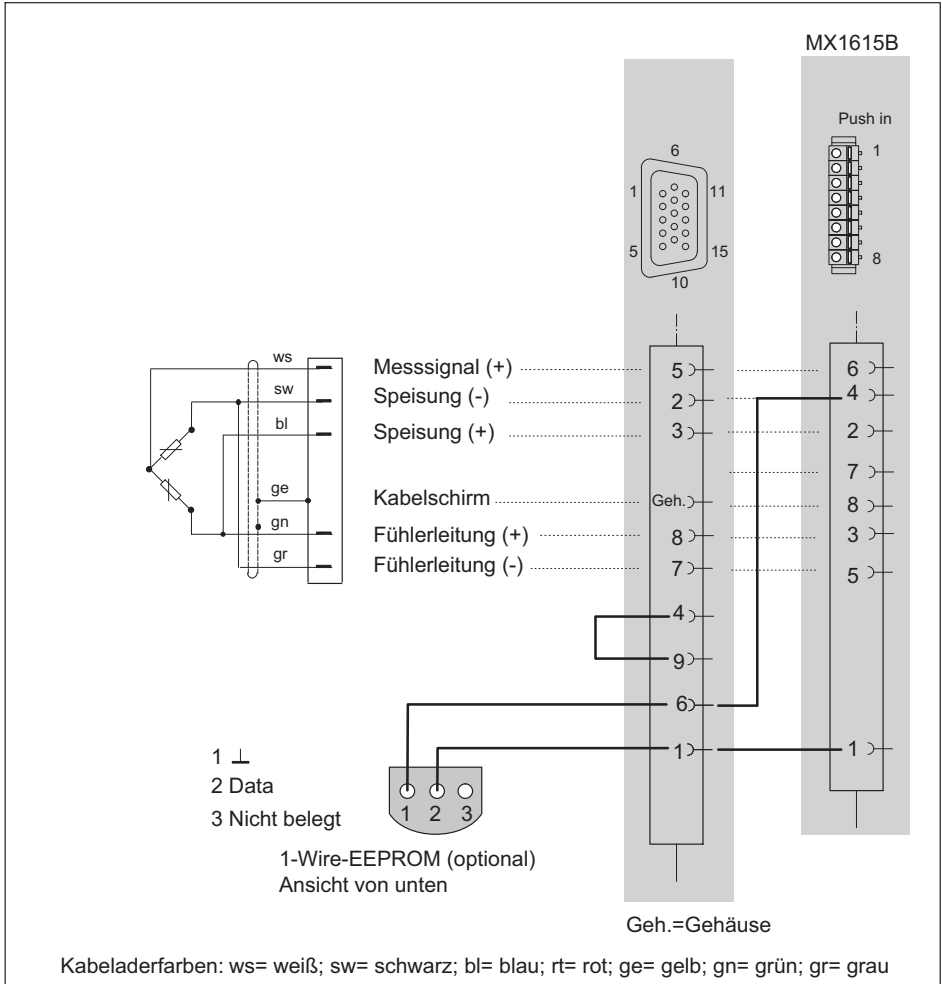 MX1615B
Push in
6
1
1
11
5
15
8
10
ws
Messsignal (+)
5
6
sw
Speisung (-)
2
4
bl
Speisung (+)
3
2
7
ge
Kabelschirm
Geh.
8
gn
Fühlerleitung (+)
8
3
gr
Fühlerleitung (-)
7
5
4
9
6
1
1
1 ⊥
2 Data
3 Nicht belegt
1 2 3
1-Wire-EEPROM (optional)
Ansicht von unten
Geh.=Gehäuse
Kabeladerfarben: ws= weiß; sw= schwarz; bl= blau; rt= rot; ge= gelb; gn= grün; gr= grau